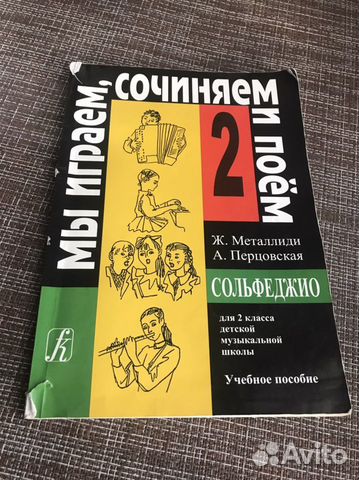 МЫ ИГРАЕМ, СОЧИНЯЕМ И ПОЁМ
2
Ж. Металлиди
А. Перцовская
СОЛЬФЕДЖИО
для 2 класса
детской
музыкальной
школы
Учебное пособие
Avito